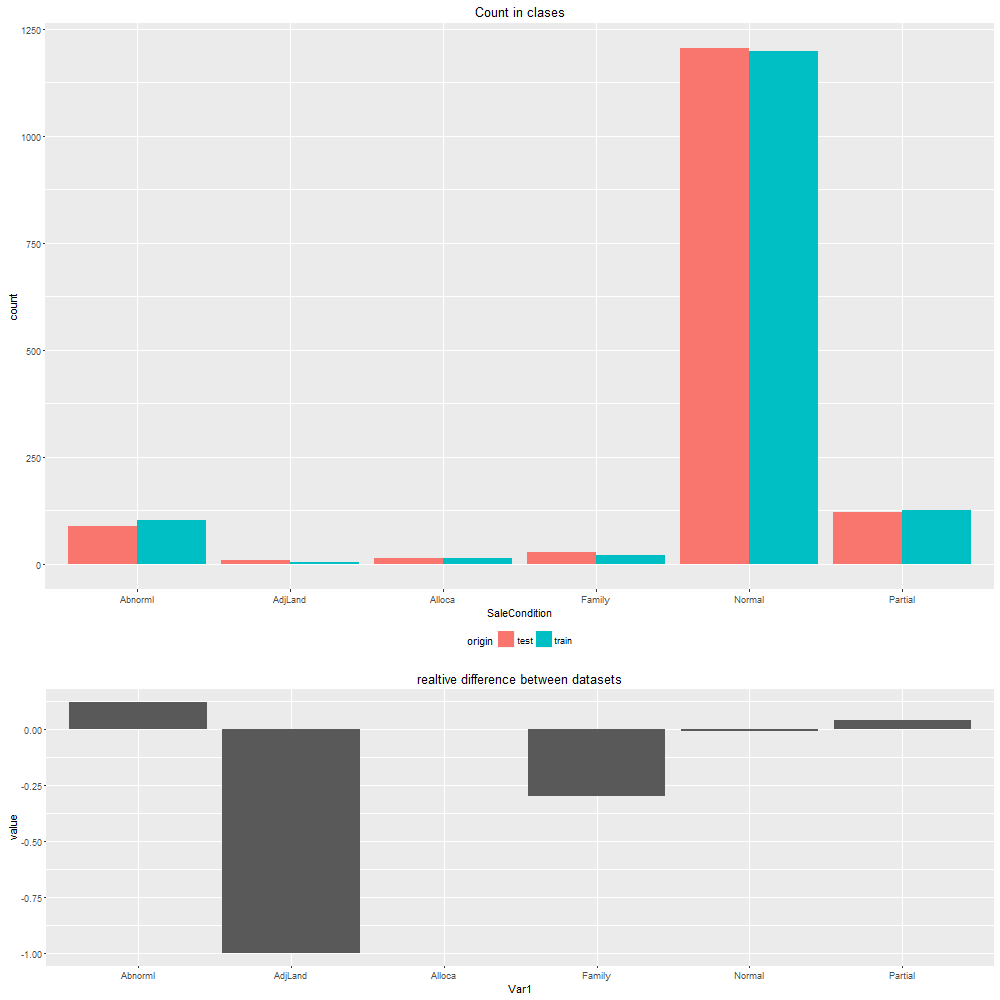 Count in clases
1250
1000
750
500
250
0
count
Abnorml AdjLand Alloca Family Normal Partial
SaleCondition
origin test train
realtive difference between datasets
0.00
-0.25
-0.50
-0.75
-1.00
value
Abnorml AdjLand Alloca Family Normal Partial
Var1